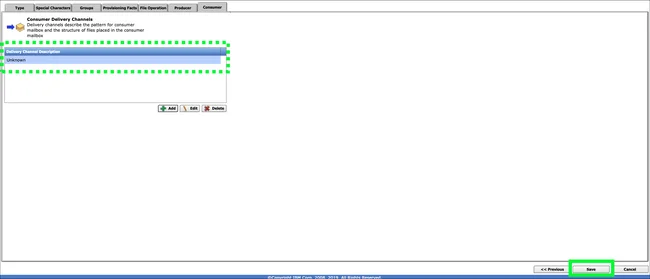 Type Special Characters Groups Provisioning Facts File Operation Producer Consumer
Consumer Delivery Channels
Delivery channels describe the pattern for consumer
mailbox and the structure of files placed in the consumer
mailbox
Delivery Channel Description
Unknown
Add Edit Delete
<< Previous Save Cancel
©Copyright IBM Corp. 2008, 2019. All Rights Reserved.